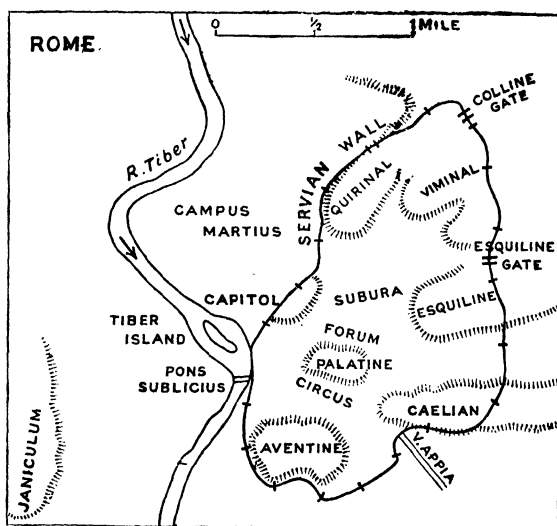 ROME.
0 1/2 1 MILE
R. Tiber
CAMPUS
MARTIUS
SERVIAN WALL
QUIRINAL
VIMINAL
COLLINE
GATE
ESQUILINE
GATE
CAPITOL
SUBURA
ESQUILINE
TIBER
ISLAND
FORUM
PALATINE
CIRCUS
PONS
SUBLICIUS
CAELIAN
AVENTINE
V. APPIA
JANICULUM